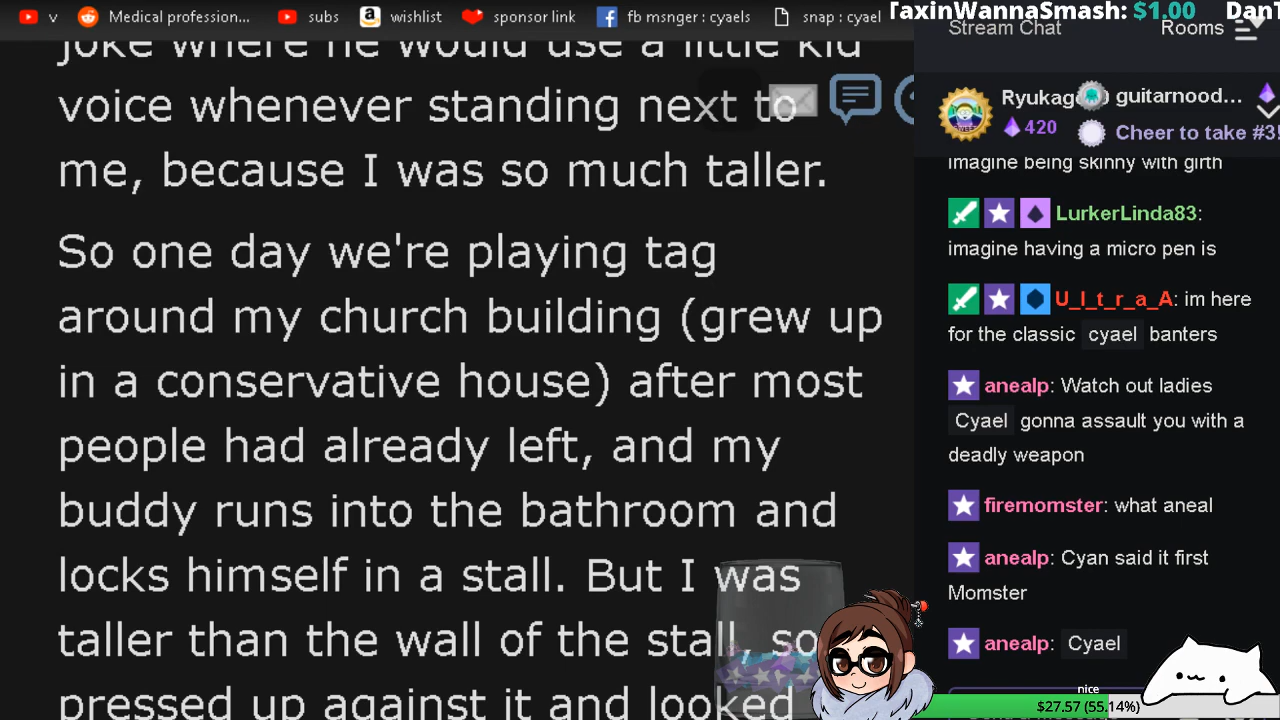 v
Medical profession...
subs
wishlist
sponsor link
fb msnger : cyaels
snap : cyael
TaxinWannaSmash: $1.00
joke where he would use a little kid
voice whenever standing next to
me, because I was so much taller.
So one day we're playing tag
around my church building (grew up
in a conservative house) after most
people had already left, and my
buddy runs into the bathroom and
locks himself in a stall. But I was
taller than the wall of the stall, so
pressed up against it and looked
Stream Chat
Rooms
420
guitarnood...
Cheer to take #3
imagine being skinny with girth
LurkerLinda83:
imagine having a micro pen is
U_l_t_r_a_A: im here
for the classic cyael banters
anealp: Watch out ladies
Cyael gonna assault you with a
deadly weapon
firemomster: what aneal
anealp: Cyan said it first
Momster
anealp: Cyael
nice
$27.57 (55.14%)